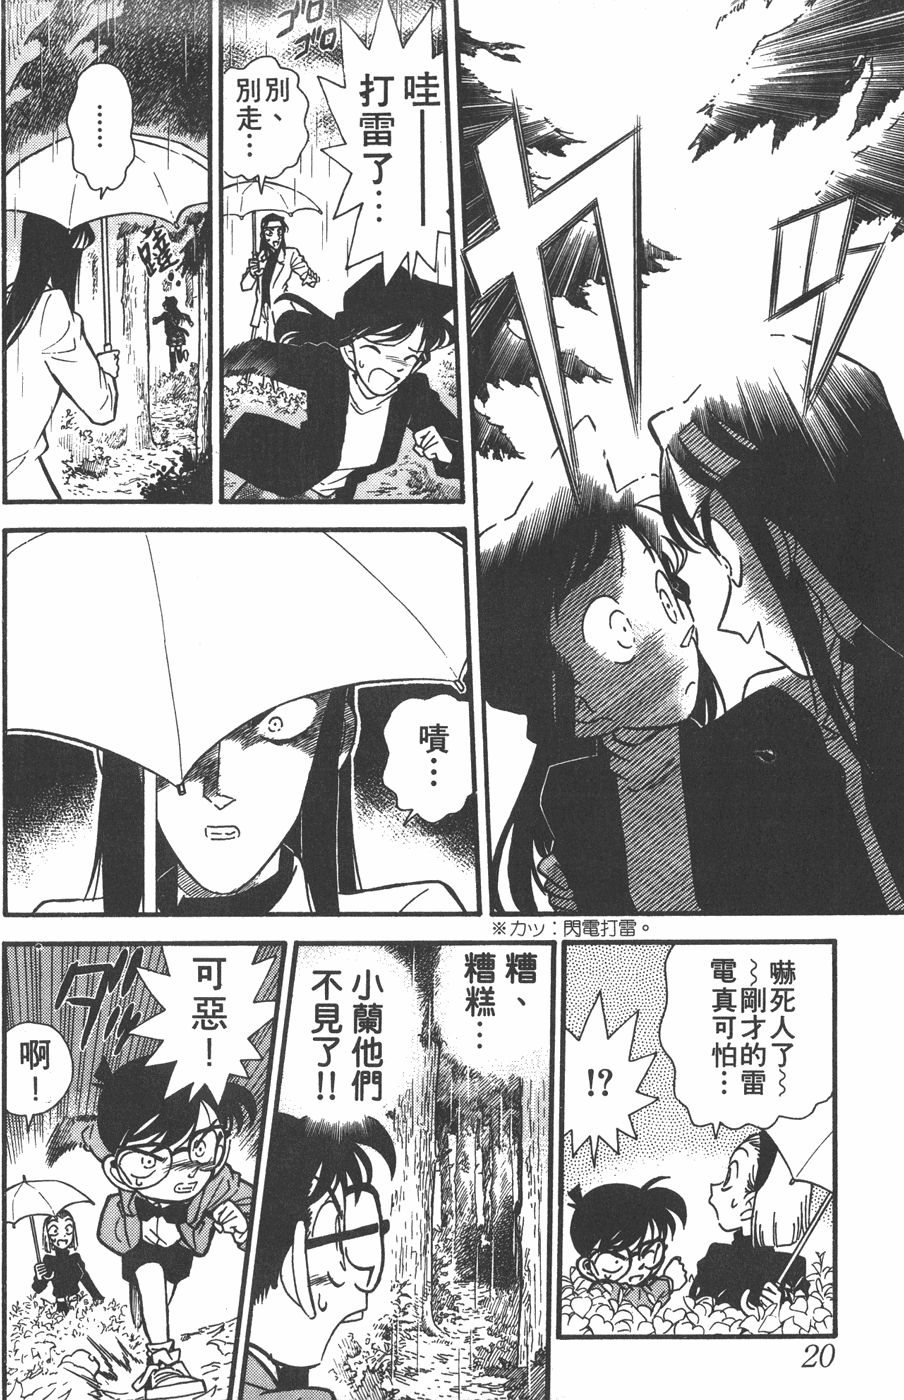 カッ
哇——
打雷了…
ゴロ
ゴロ
別、
別走…
……
躂
嘖…
※カッ：閃電打雷。
嚇死人了～
～剛才的雷
電真可怕…
!?
糟、
糟糕…
小蘭他們
不見了!!
可惡！
ダッ
啊！
20